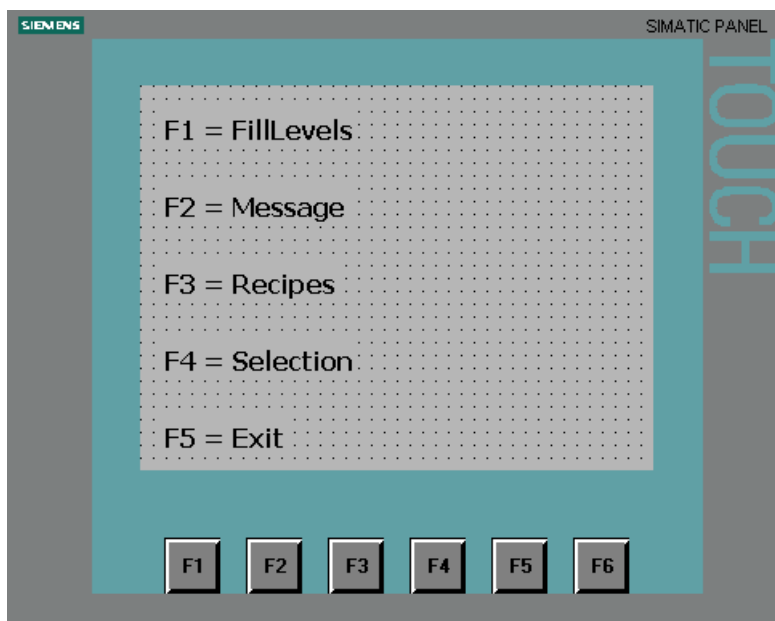 SIEMENS
SIMATIC PANEL
TOUCH
F1 = FillLevels
F2 = Message
F3 = Recipes
F4 = Selection
F5 = Exit
F1 F2 F3 F4 F5 F6